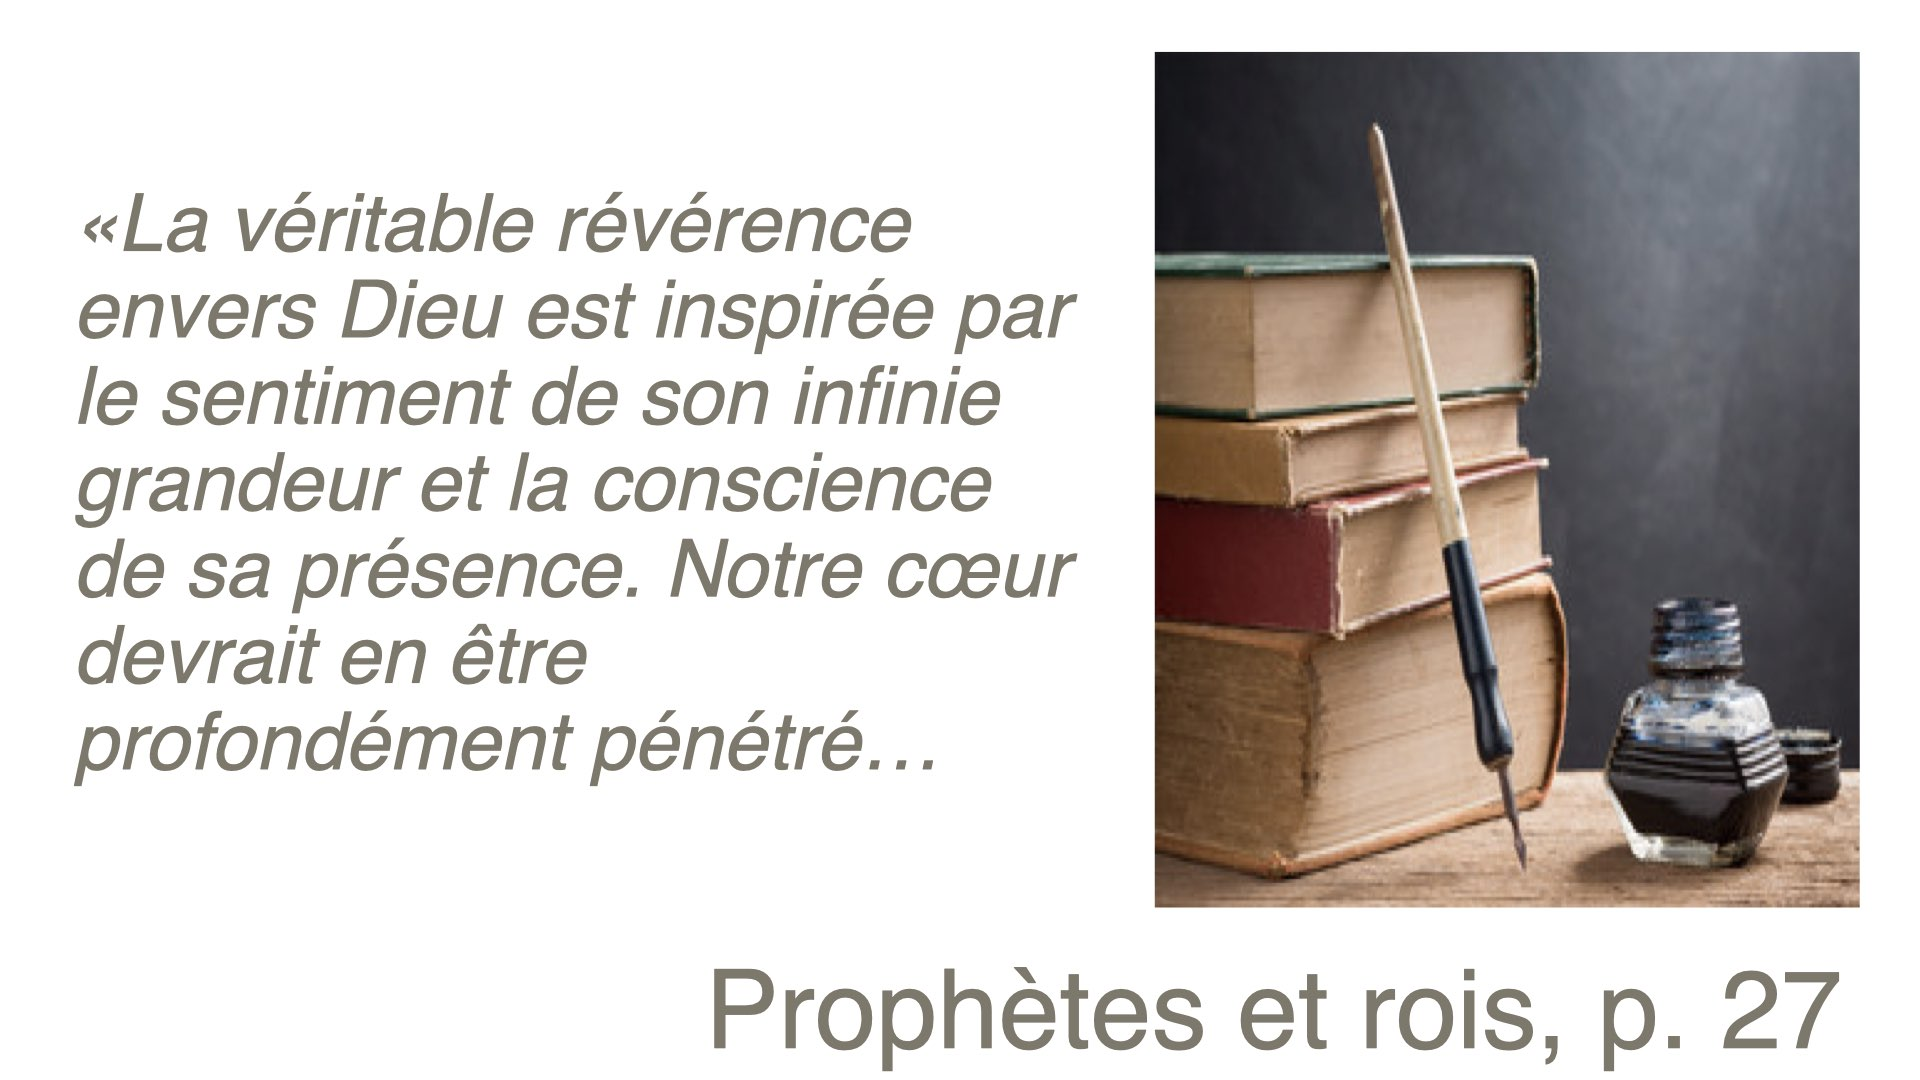 «La véritable révérence
envers Dieu est inspirée par
le sentiment de son infinie
grandeur et la conscience
de sa présence. Notre cœur
devrait en être
profondément pénétré…
Prophètes et rois, p. 27